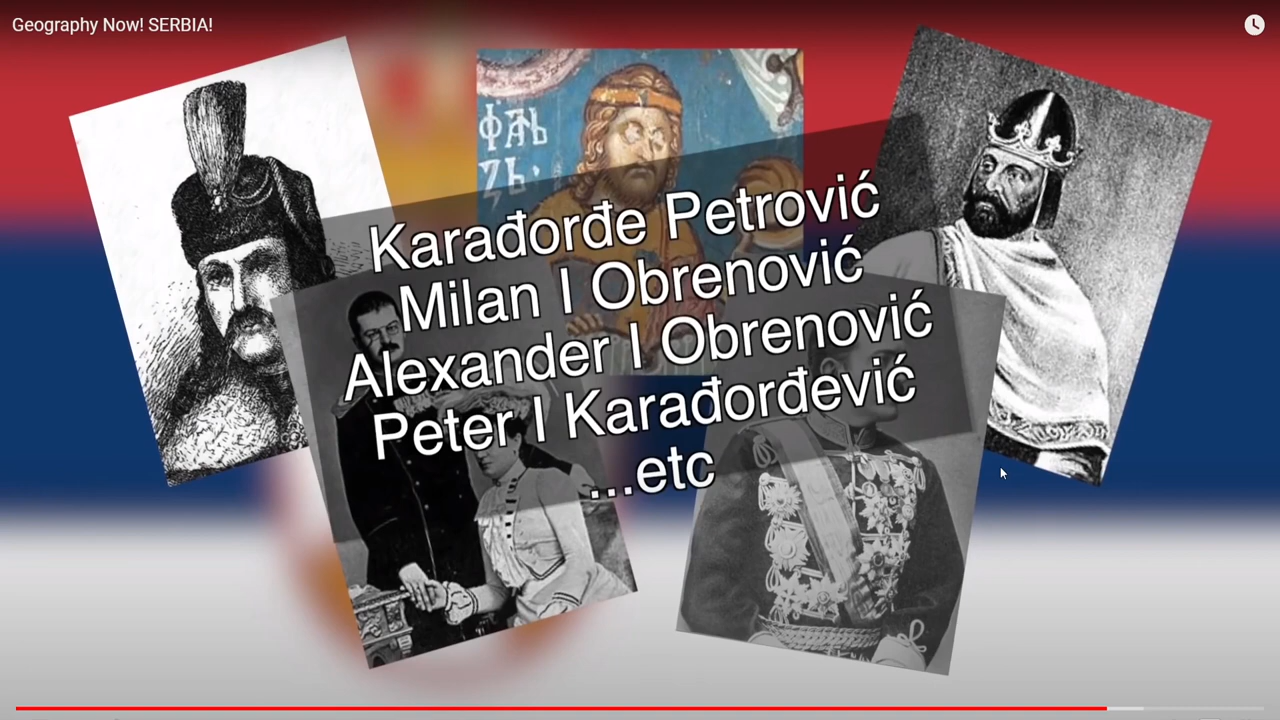 Geography Now! SERBIA!
Karađorđe Petrović
Milan I Obrenović
Alexander I Obrenović
Peter I Karađorđević
...etc